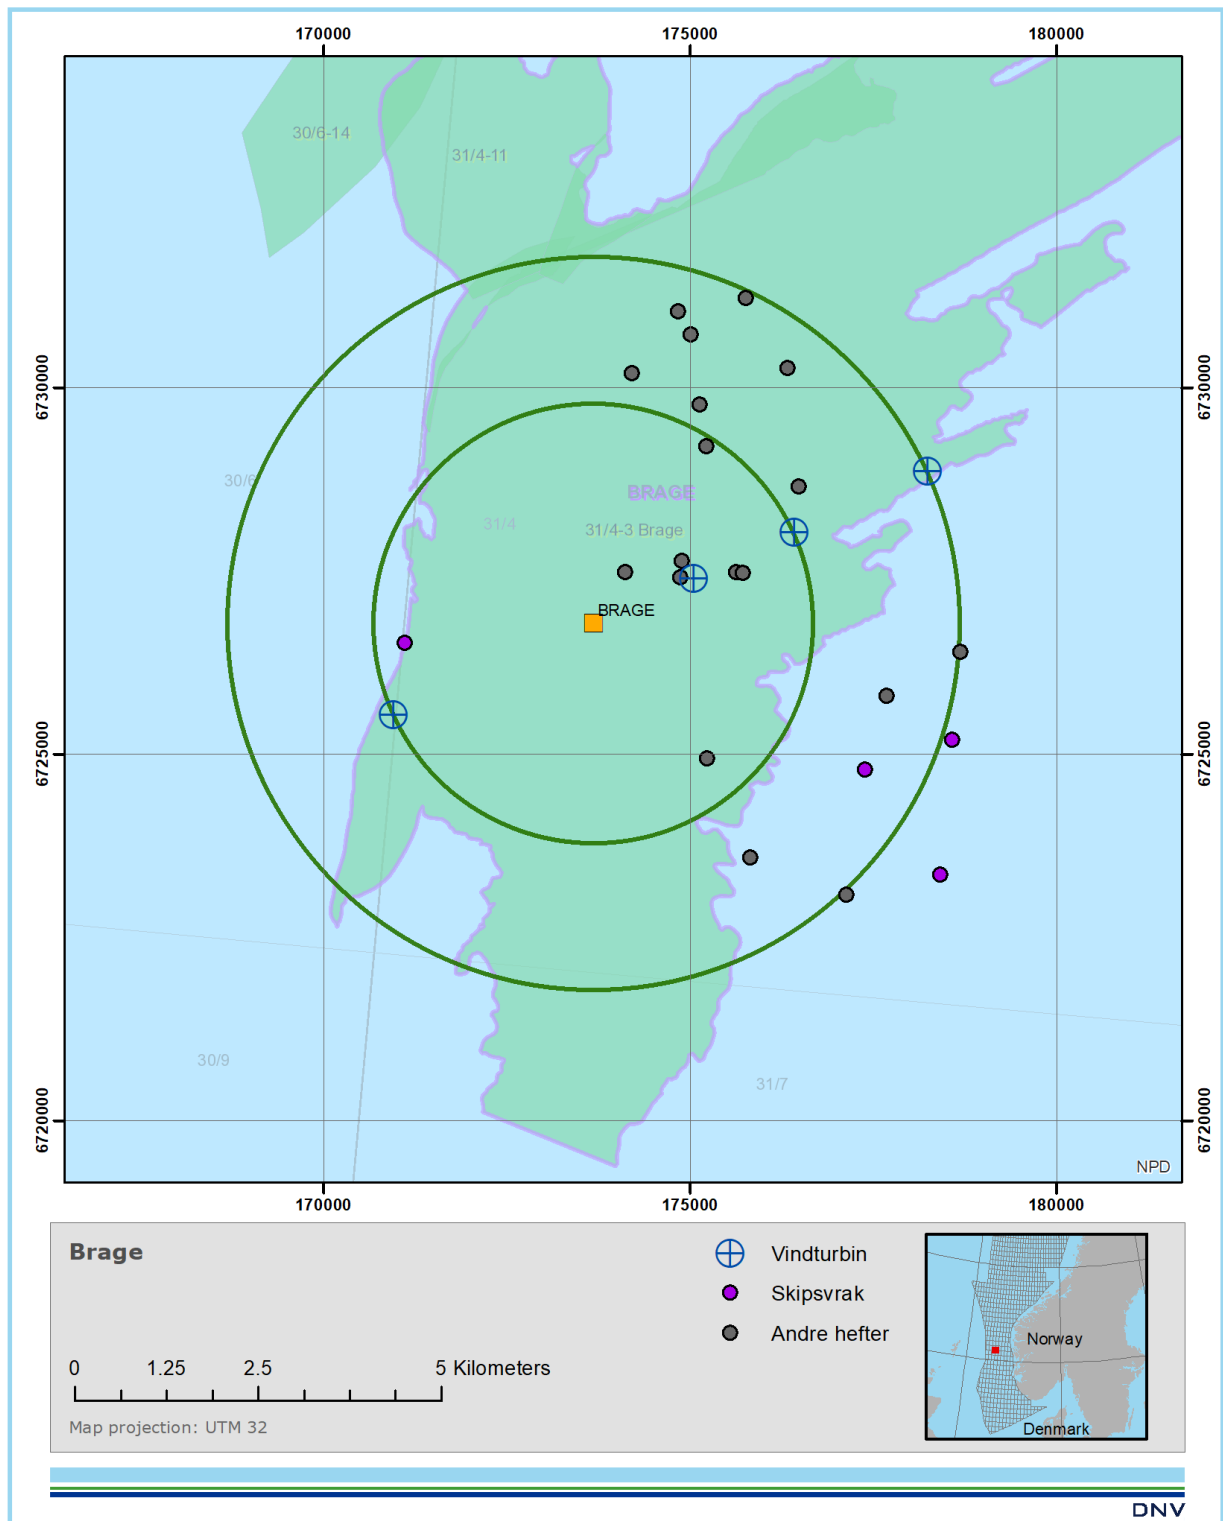 170000
175000
180000
30/6-14
31/4-11
6730000
6730000
30/6
BRAGE
31/4
31/4-3 Brage
BRAGE
6725000
6725000
30/9
31/7
6720000
6720000
NPD
170000
175000
180000
Brage
Vindturbin
Skipsvrak
Andre hefter
0
1.25
2.5
5 Kilometers
Map projection: UTM 32
Norway
Denmark
DNV